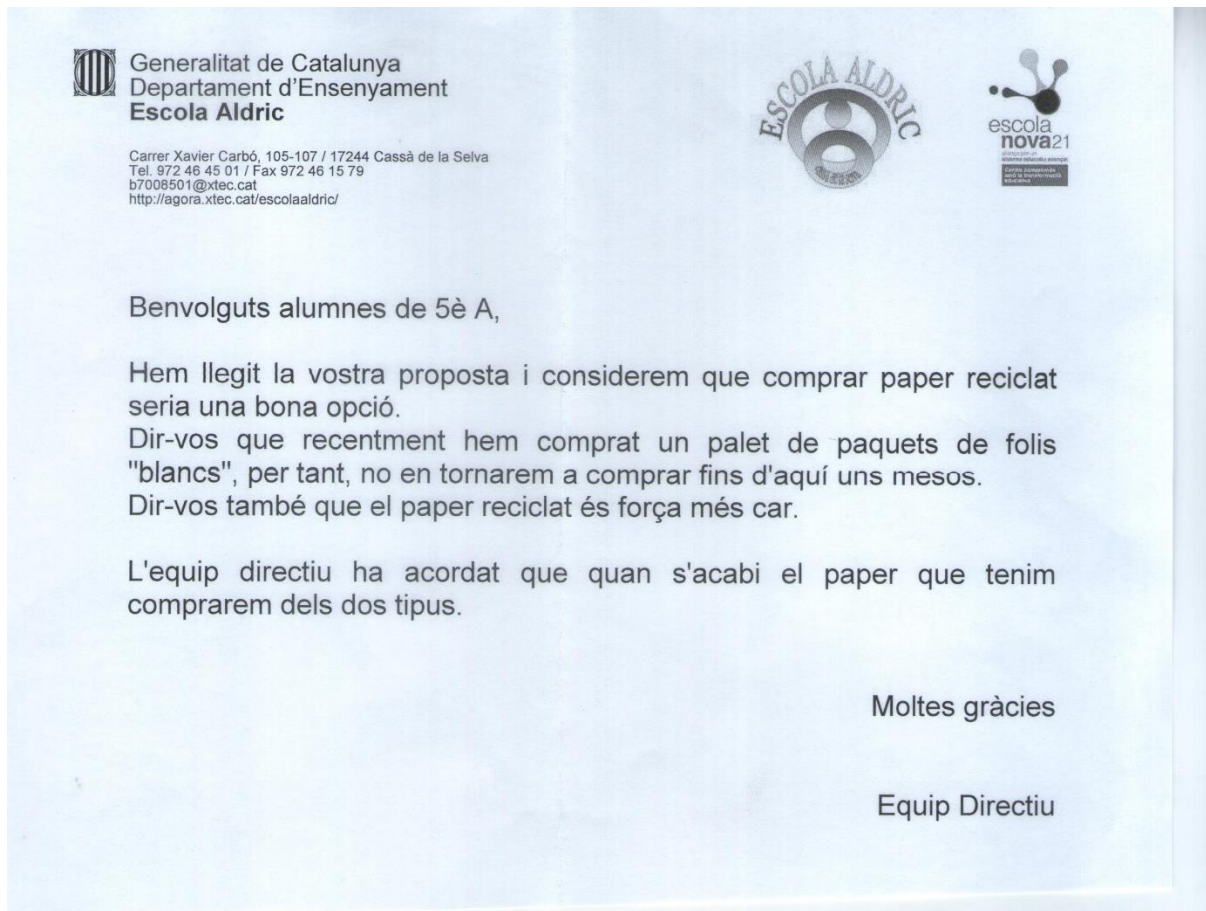 Generalitat de Catalunya
Departament d'Ensenyament
Escola Aldric
Carrer Xavier Carbó, 105-107 / 17244 Cassà de la Selva
Tel. 972 46 45 01 / Fax 972 46 15 79
b7008501@xtec.cat
http://agora.xtec.cat/escolaaldric/
ESCOLA ALDRIC
escola
nova21
Benvolguts alumnes de 5è A,
Hem llegit la vostra proposta i considerem que comprar paper reciclat
seria una bona opció.
Dir-vos que recentment hem comprat un palet de paquets de folis
"blancs", per tant, no en tornarem a comprar fins d'aquí uns mesos.
Dir-vos també que el paper reciclat és força més car.
L'equip directiu ha acordat que quan s'acabi el paper que tenim
comprarem dels dos tipus.
Moltes gràcies
Equip Directiu